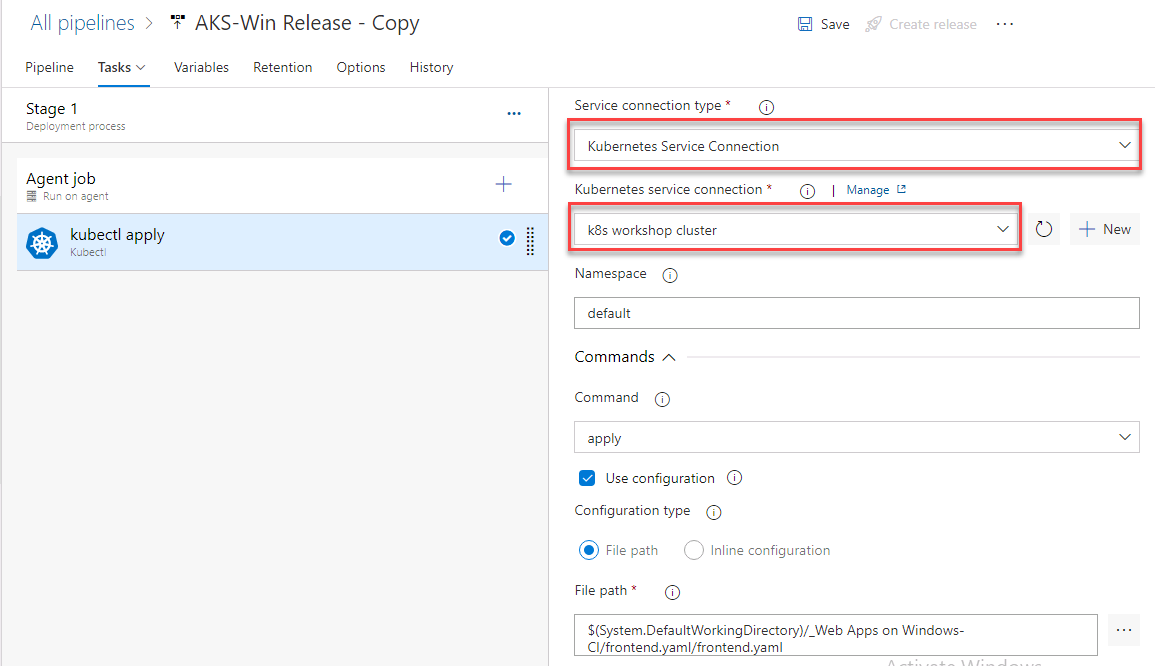 All pipelines > AKS-Win Release - Copy
Save
Create release
...
Pipeline
Tasks
Variables
Retention
Options
History
Stage 1
Deployment process
...
Agent job
Run on agent
+
kubectl apply
Kubectl
Service connection type *
Kubernetes Service Connection
Kubernetes service connection * | Manage
k8s workshop cluster
+ New
Namespace
default
Commands
Command
apply
Use configuration
Configuration type
File path
Inline configuration
File path *
$(System.DefaultWorkingDirectory)/_Web Apps on Windows-
CI/frontend.yaml/frontend.yaml
...
Activate Windows